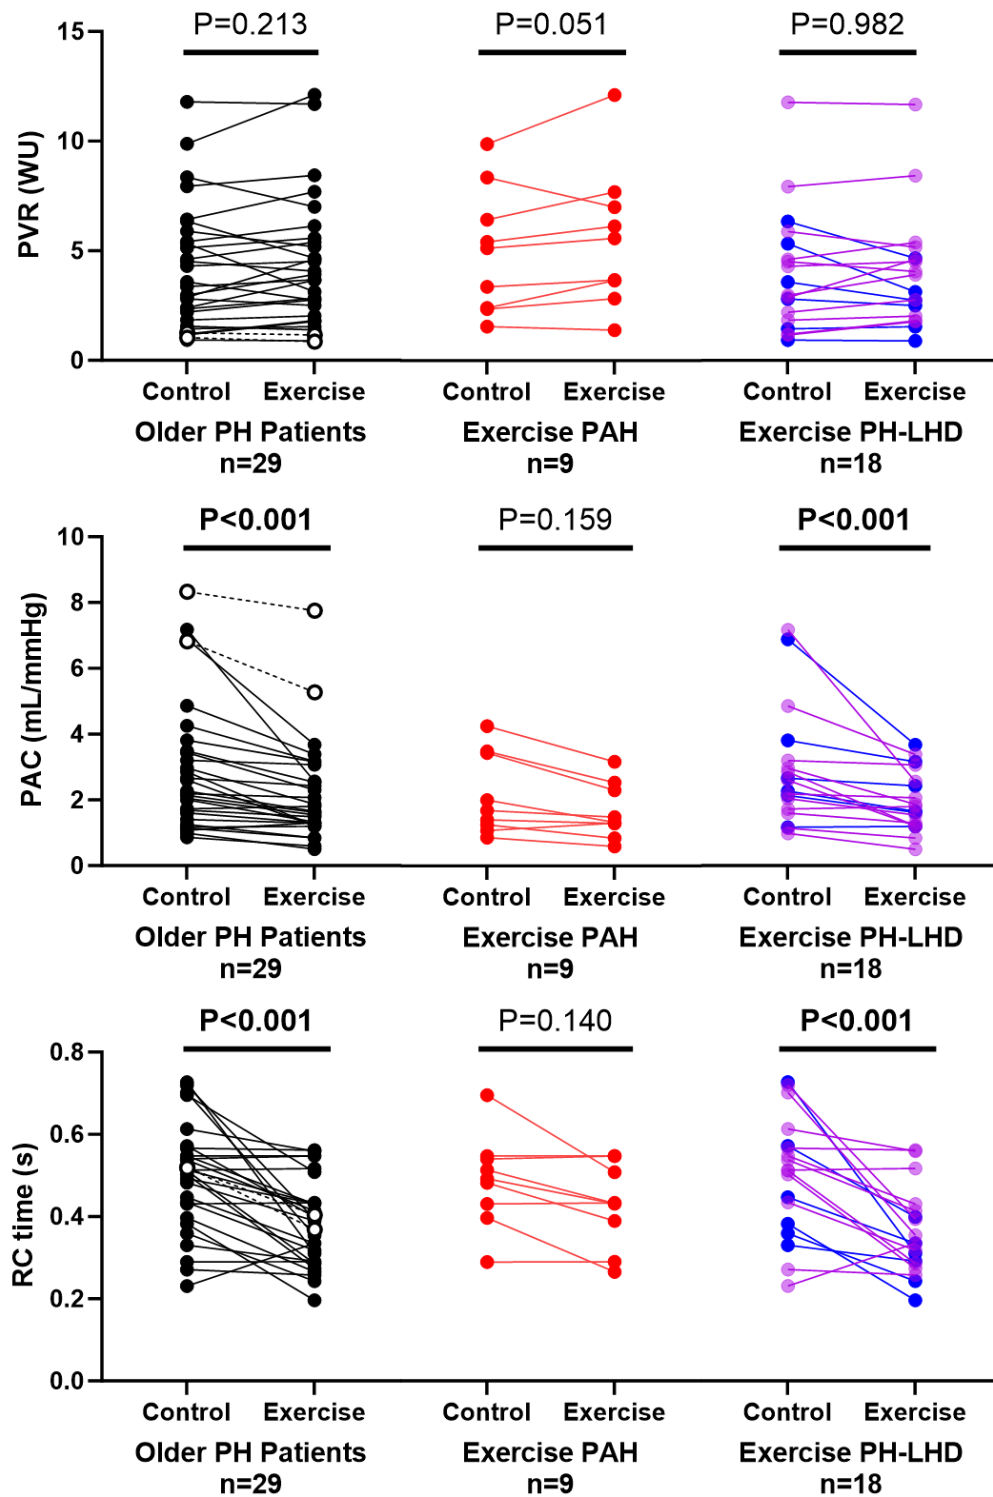 P=0.213 P=0.051 P=0.982
15
10
5
0
PVR (WU)
Control Exercise Control Exercise Control Exercise
Older PH Patients Exercise PAH Exercise PH-LHD
n=29 n=9 n=18
P<0.001 P=0.159 P<0.001
10
8
6
4
2
0
PAC (mL/mmHg)
Control Exercise Control Exercise Control Exercise
Older PH Patients Exercise PAH Exercise PH-LHD
n=29 n=9 n=18
P<0.001 P=0.140 P<0.001
0.8
0.6
0.4
0.2
0.0
RC time (s)
Control Exercise Control Exercise Control Exercise
Older PH Patients Exercise PAH Exercise PH-LHD
n=29 n=9 n=18